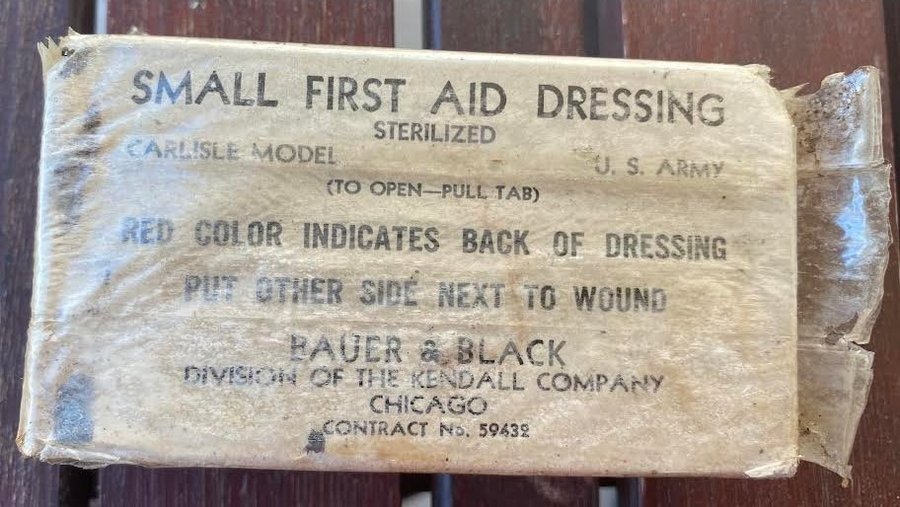 SMALL FIRST AID DRESSING
STERILIZED
CARLISLE MODEL U. S. ARMY
(TO OPEN—PULL TAB)
RED COLOR INDICATES BACK OF DRESSING
PUT OTHER SIDE NEXT TO WOUND
BAUER & BLACK
DIVISION OF THE KENDALL COMPANY
CHICAGO
CONTRACT No. 59432